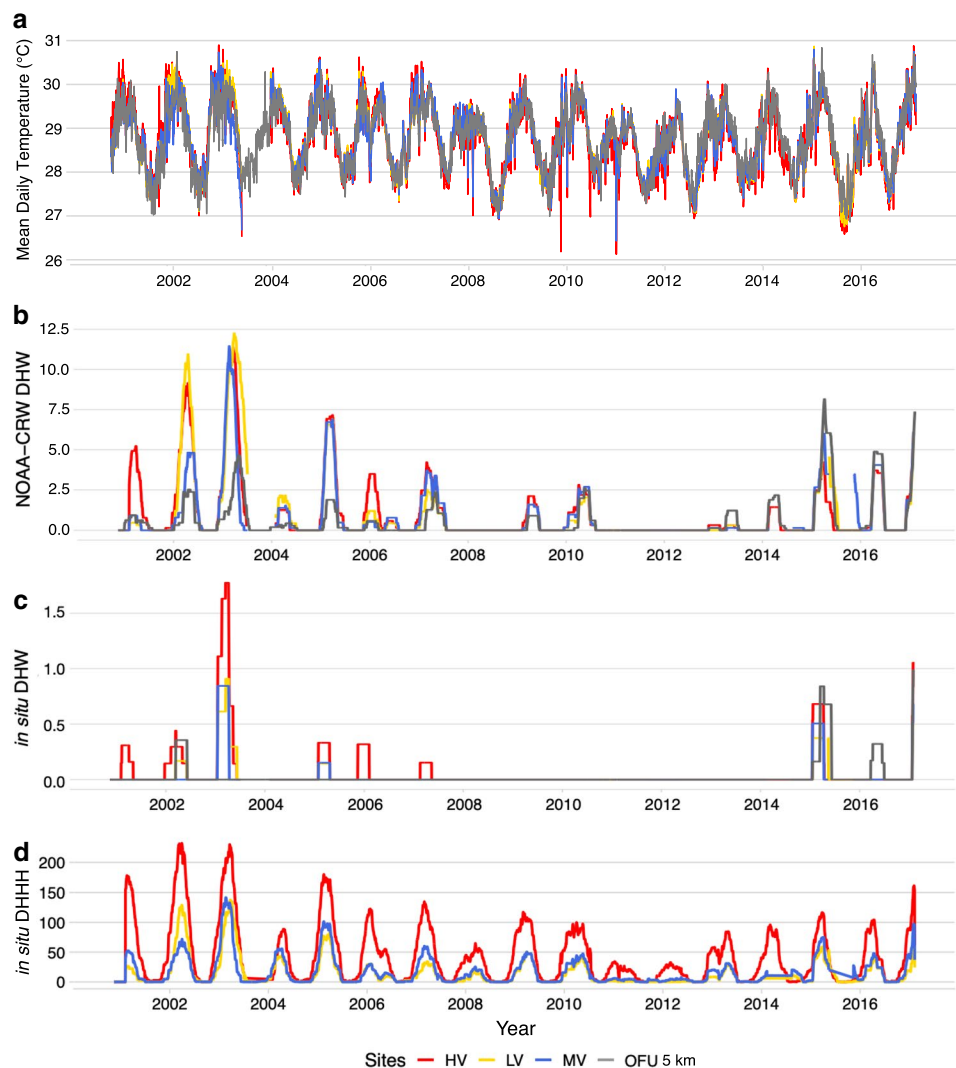 a
Mean Daily Temperature (°C)
31
30
29
28
27
26
2002 2004 2006 2008 2010 2012 2014 2016
b
NOAA–CRW DHW
12.5
10.0
7.5
5.0
2.5
0.0
2002 2004 2006 2008 2010 2012 2014 2016
c
in situ DHW
1.5
1.0
0.5
0.0
2002 2004 2006 2008 2010 2012 2014 2016
d
in situ DHHH
200
150
100
50
0
2002 2004 2006 2008 2010 2012 2014 2016
Year
Sites HV LV MV OFU 5 km